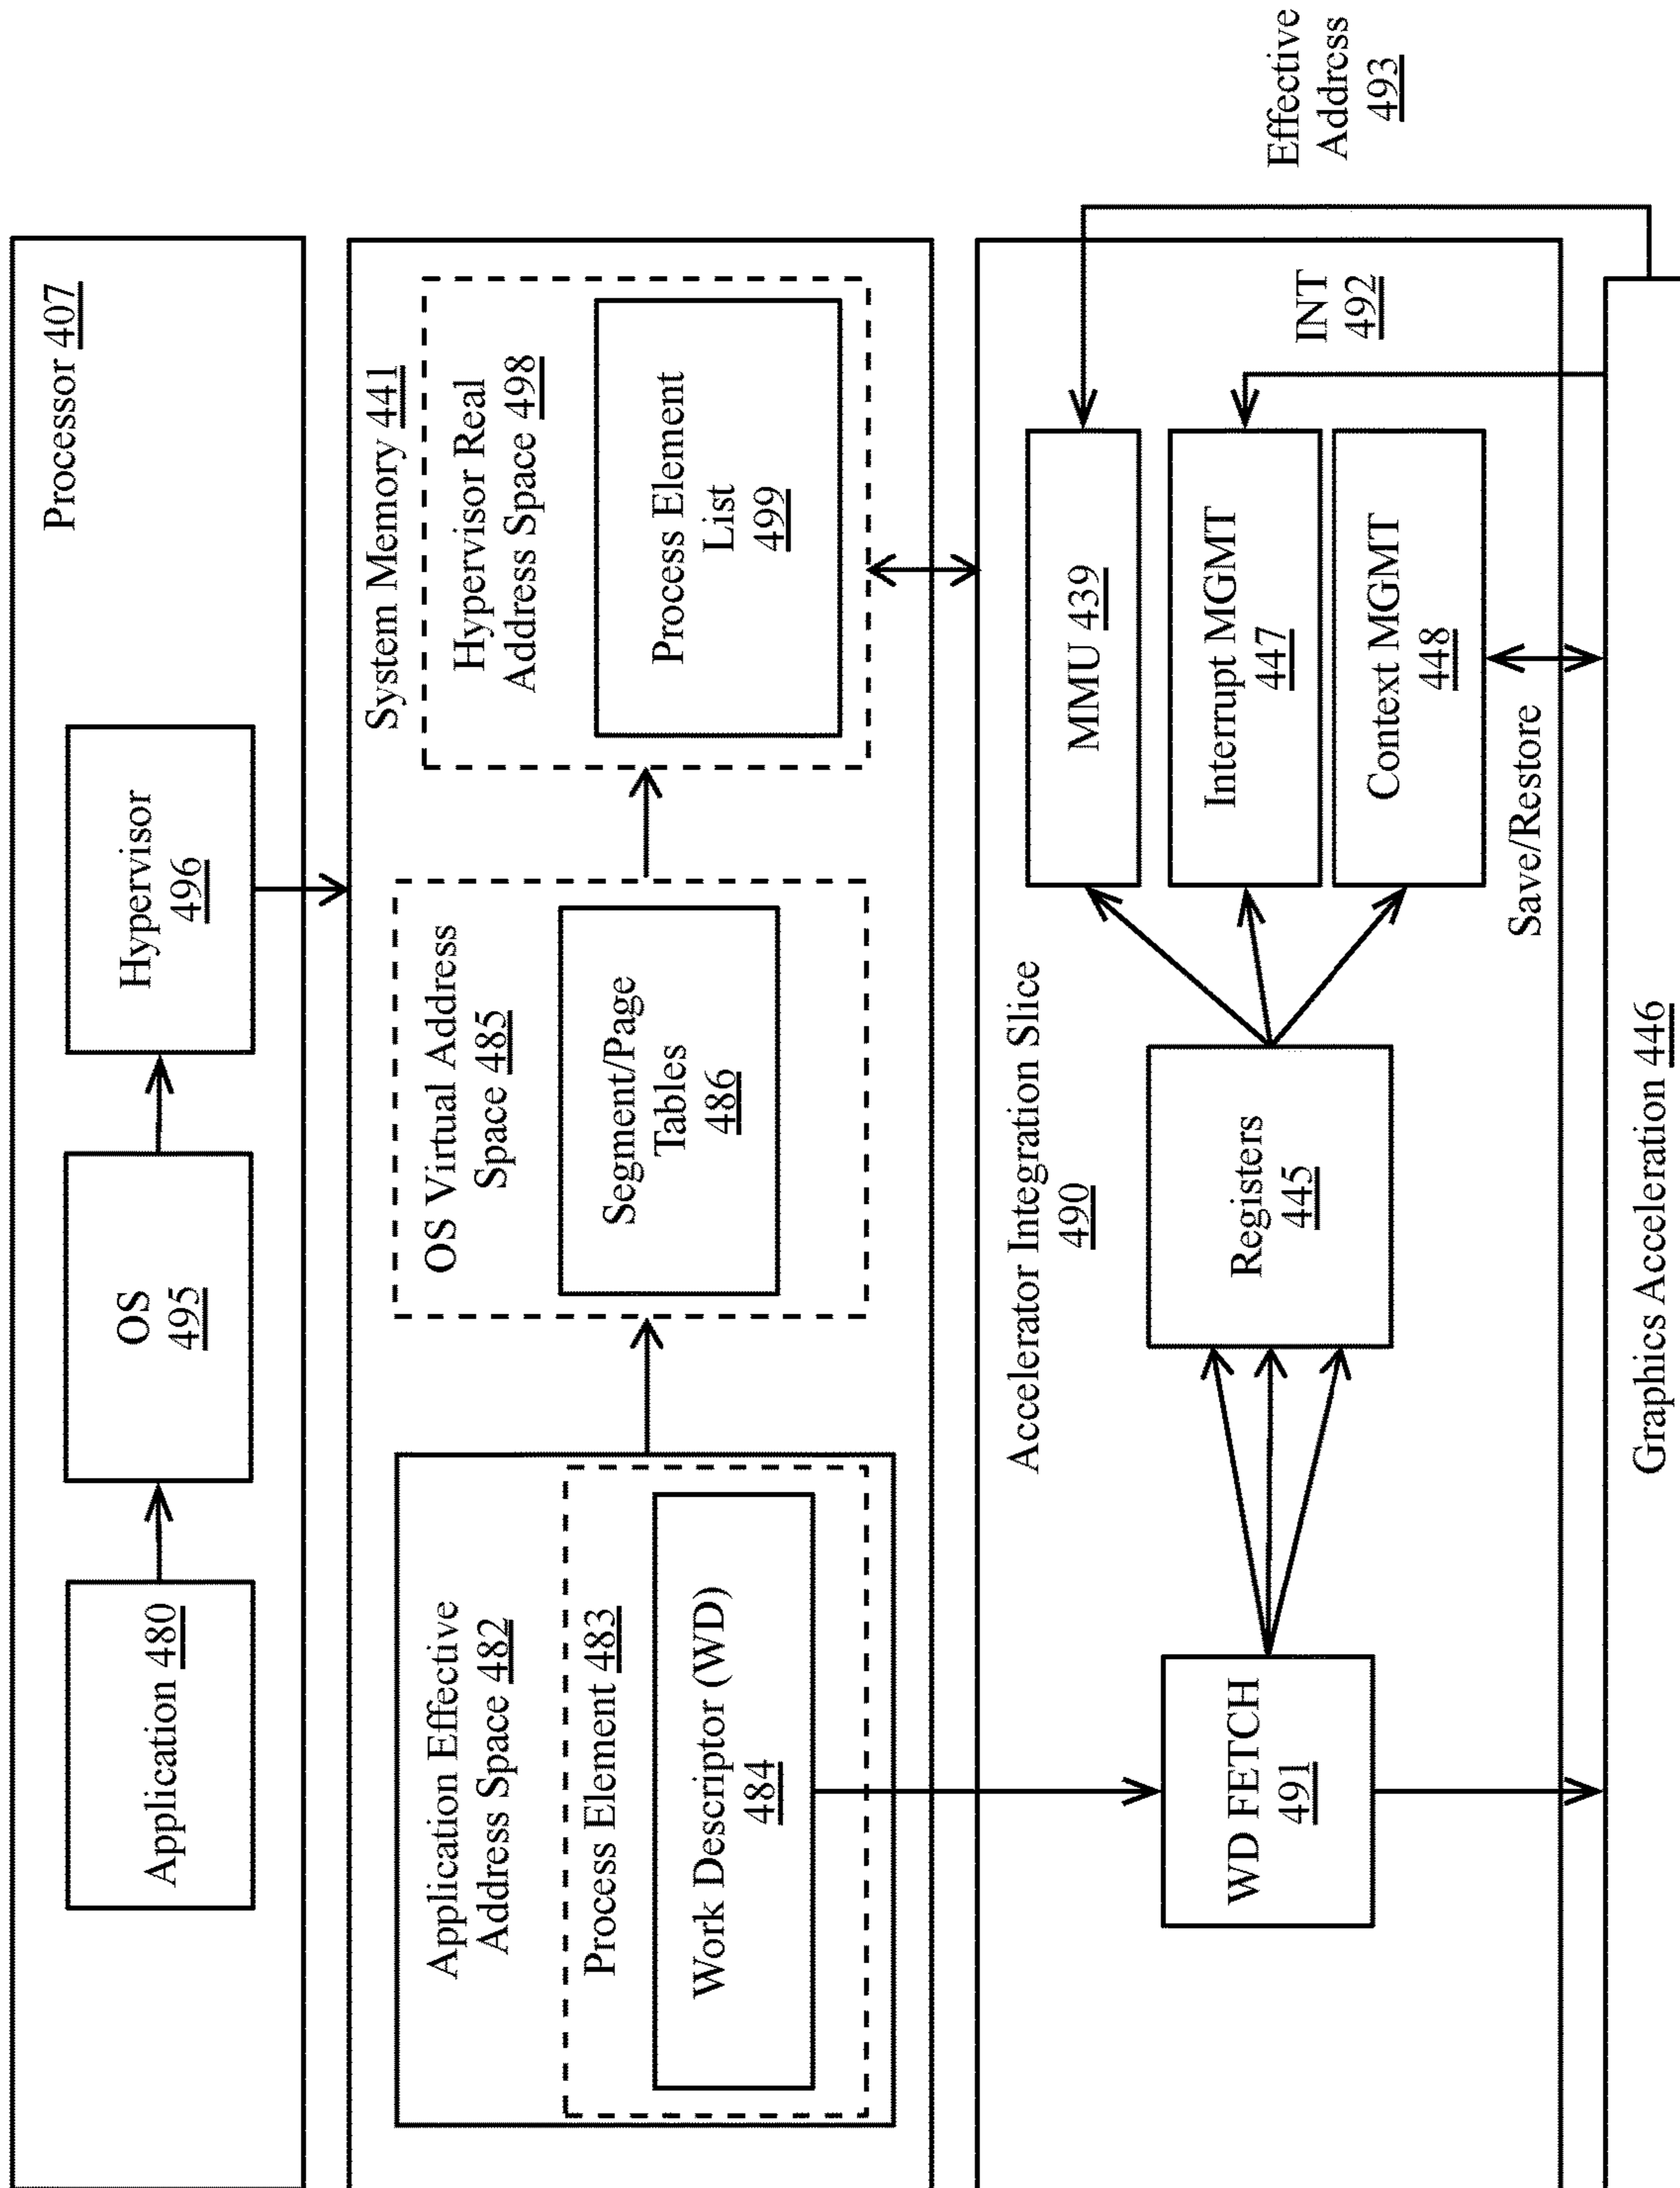 Processor 407
Application 480
OS
495
Hypervisor
496
System Memory 441
Application Effective
Address Space 482
Process Element 483
Work Descriptor (WD)
484
OS Virtual Address
Space 485
Segment/Page
Tables
486
Hypervisor Real
Address Space 498
Process Element
List
499
Accelerator Integration Slice
490
WD FETCH
491
Registers
445
MMU 439
Interrupt MGMT
447
Context MGMT
448
INT
492
Effective
Address
493
Save/Restore
Graphics Acceleration 446